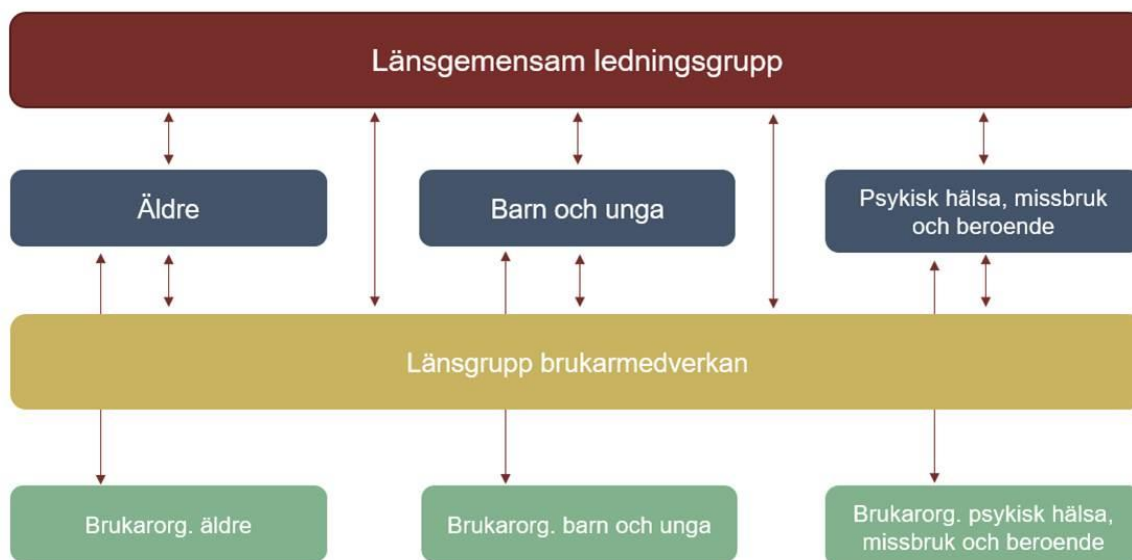 Länsgemensam ledningsgrupp
Äldre
Barn och unga
Psykisk hälsa, missbruk
och beroende
Länsgrupp brukarmedverkan
Brukarorg. äldre
Brukarorg. barn och unga
Brukarorg. psykisk hälsa,
missbruk och beroende